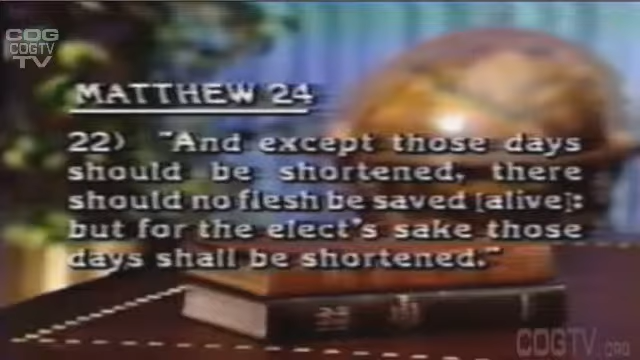 COG
COGTV
TV
MATTHEW 24
22) "And except those days
should be shortened, there
should no flesh be saved [alive]:
but for the elect's sake those
days shall be shortened."
COGTV.ORG